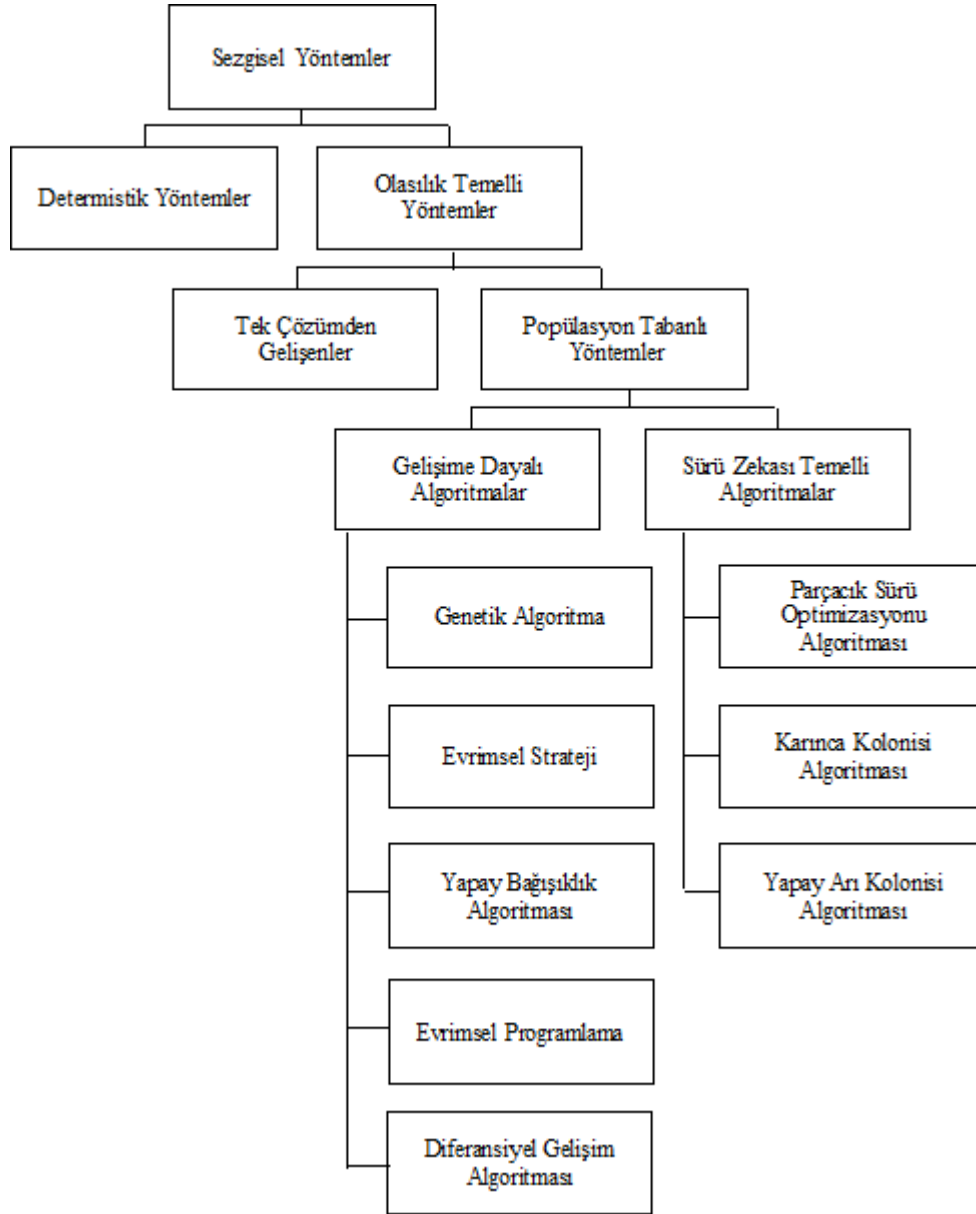 Sezgisel Yöntemler
Determistik Yöntemler
Olasılık Temelli
Yöntemler
Tek Çözümden
Gelişenler
Popülasyon Tabanlı
Yöntemler
Gelişime Dayalı
Algoritmalar
Sürü Zekası Temelli
Algoritmalar
Genetik Algoritma
Evrimsel Strateji
Yapay Bağışıklık
Algoritması
Evrimsel Programlama
Diferansiyel Gelişim
Algoritması
Parçacık Sürü
Optimizasyonu
Algoritması
Karınca Kolonisi
Algoritması
Yapay Arı Kolonisi
Algoritması